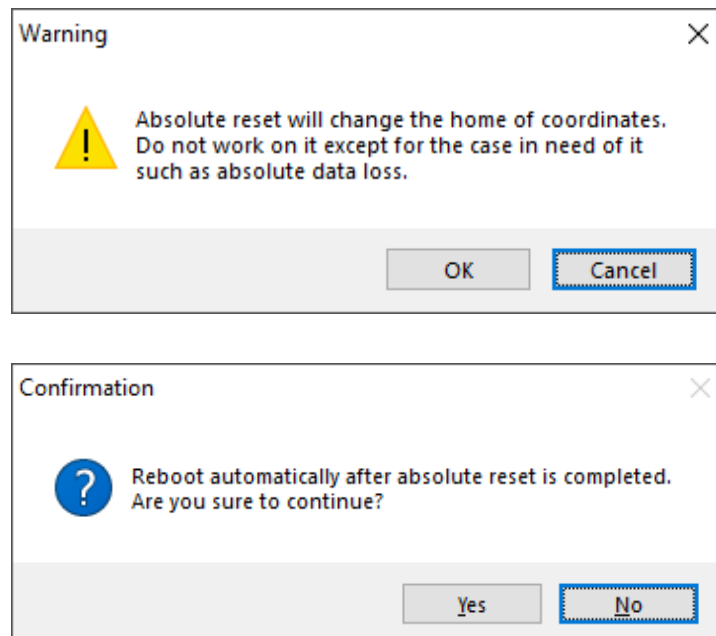 Warning
Absolute reset will change the home of coordinates.
Do not work on it except for the case in need of it
such as absolute data loss.
OK Cancel
Confirmation
Reboot automatically after absolute reset is completed.
Are you sure to continue?
Yes No